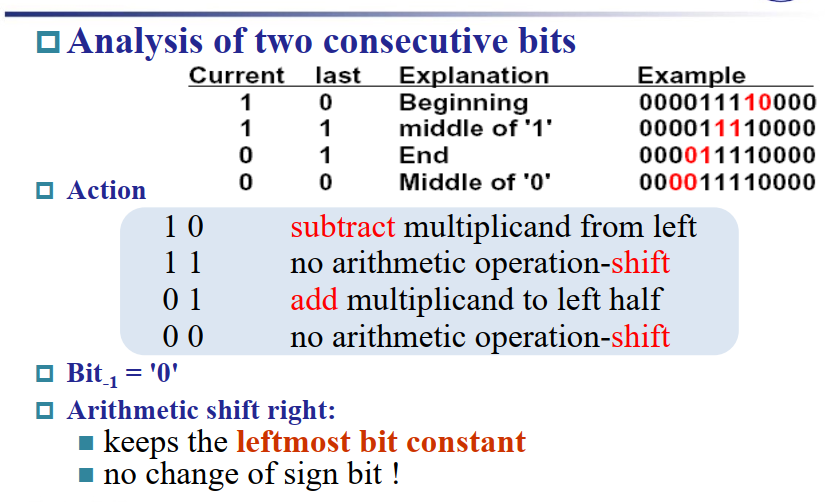 Analysis of two consecutive bits
Current last Explanation Example
1 0 Beginning 000011110000
1 1 middle of '1' 000011110000
0 1 End 000011110000
0 0 Middle of '0' 000011110000
Action
1 0 subtract multiplicand from left
1 1 no arithmetic operation-shift
0 1 add multiplicand to left half
0 0 no arithmetic operation-shift
Bit-1 = '0'
Arithmetic shift right:
keeps the leftmost bit constant
no change of sign bit !